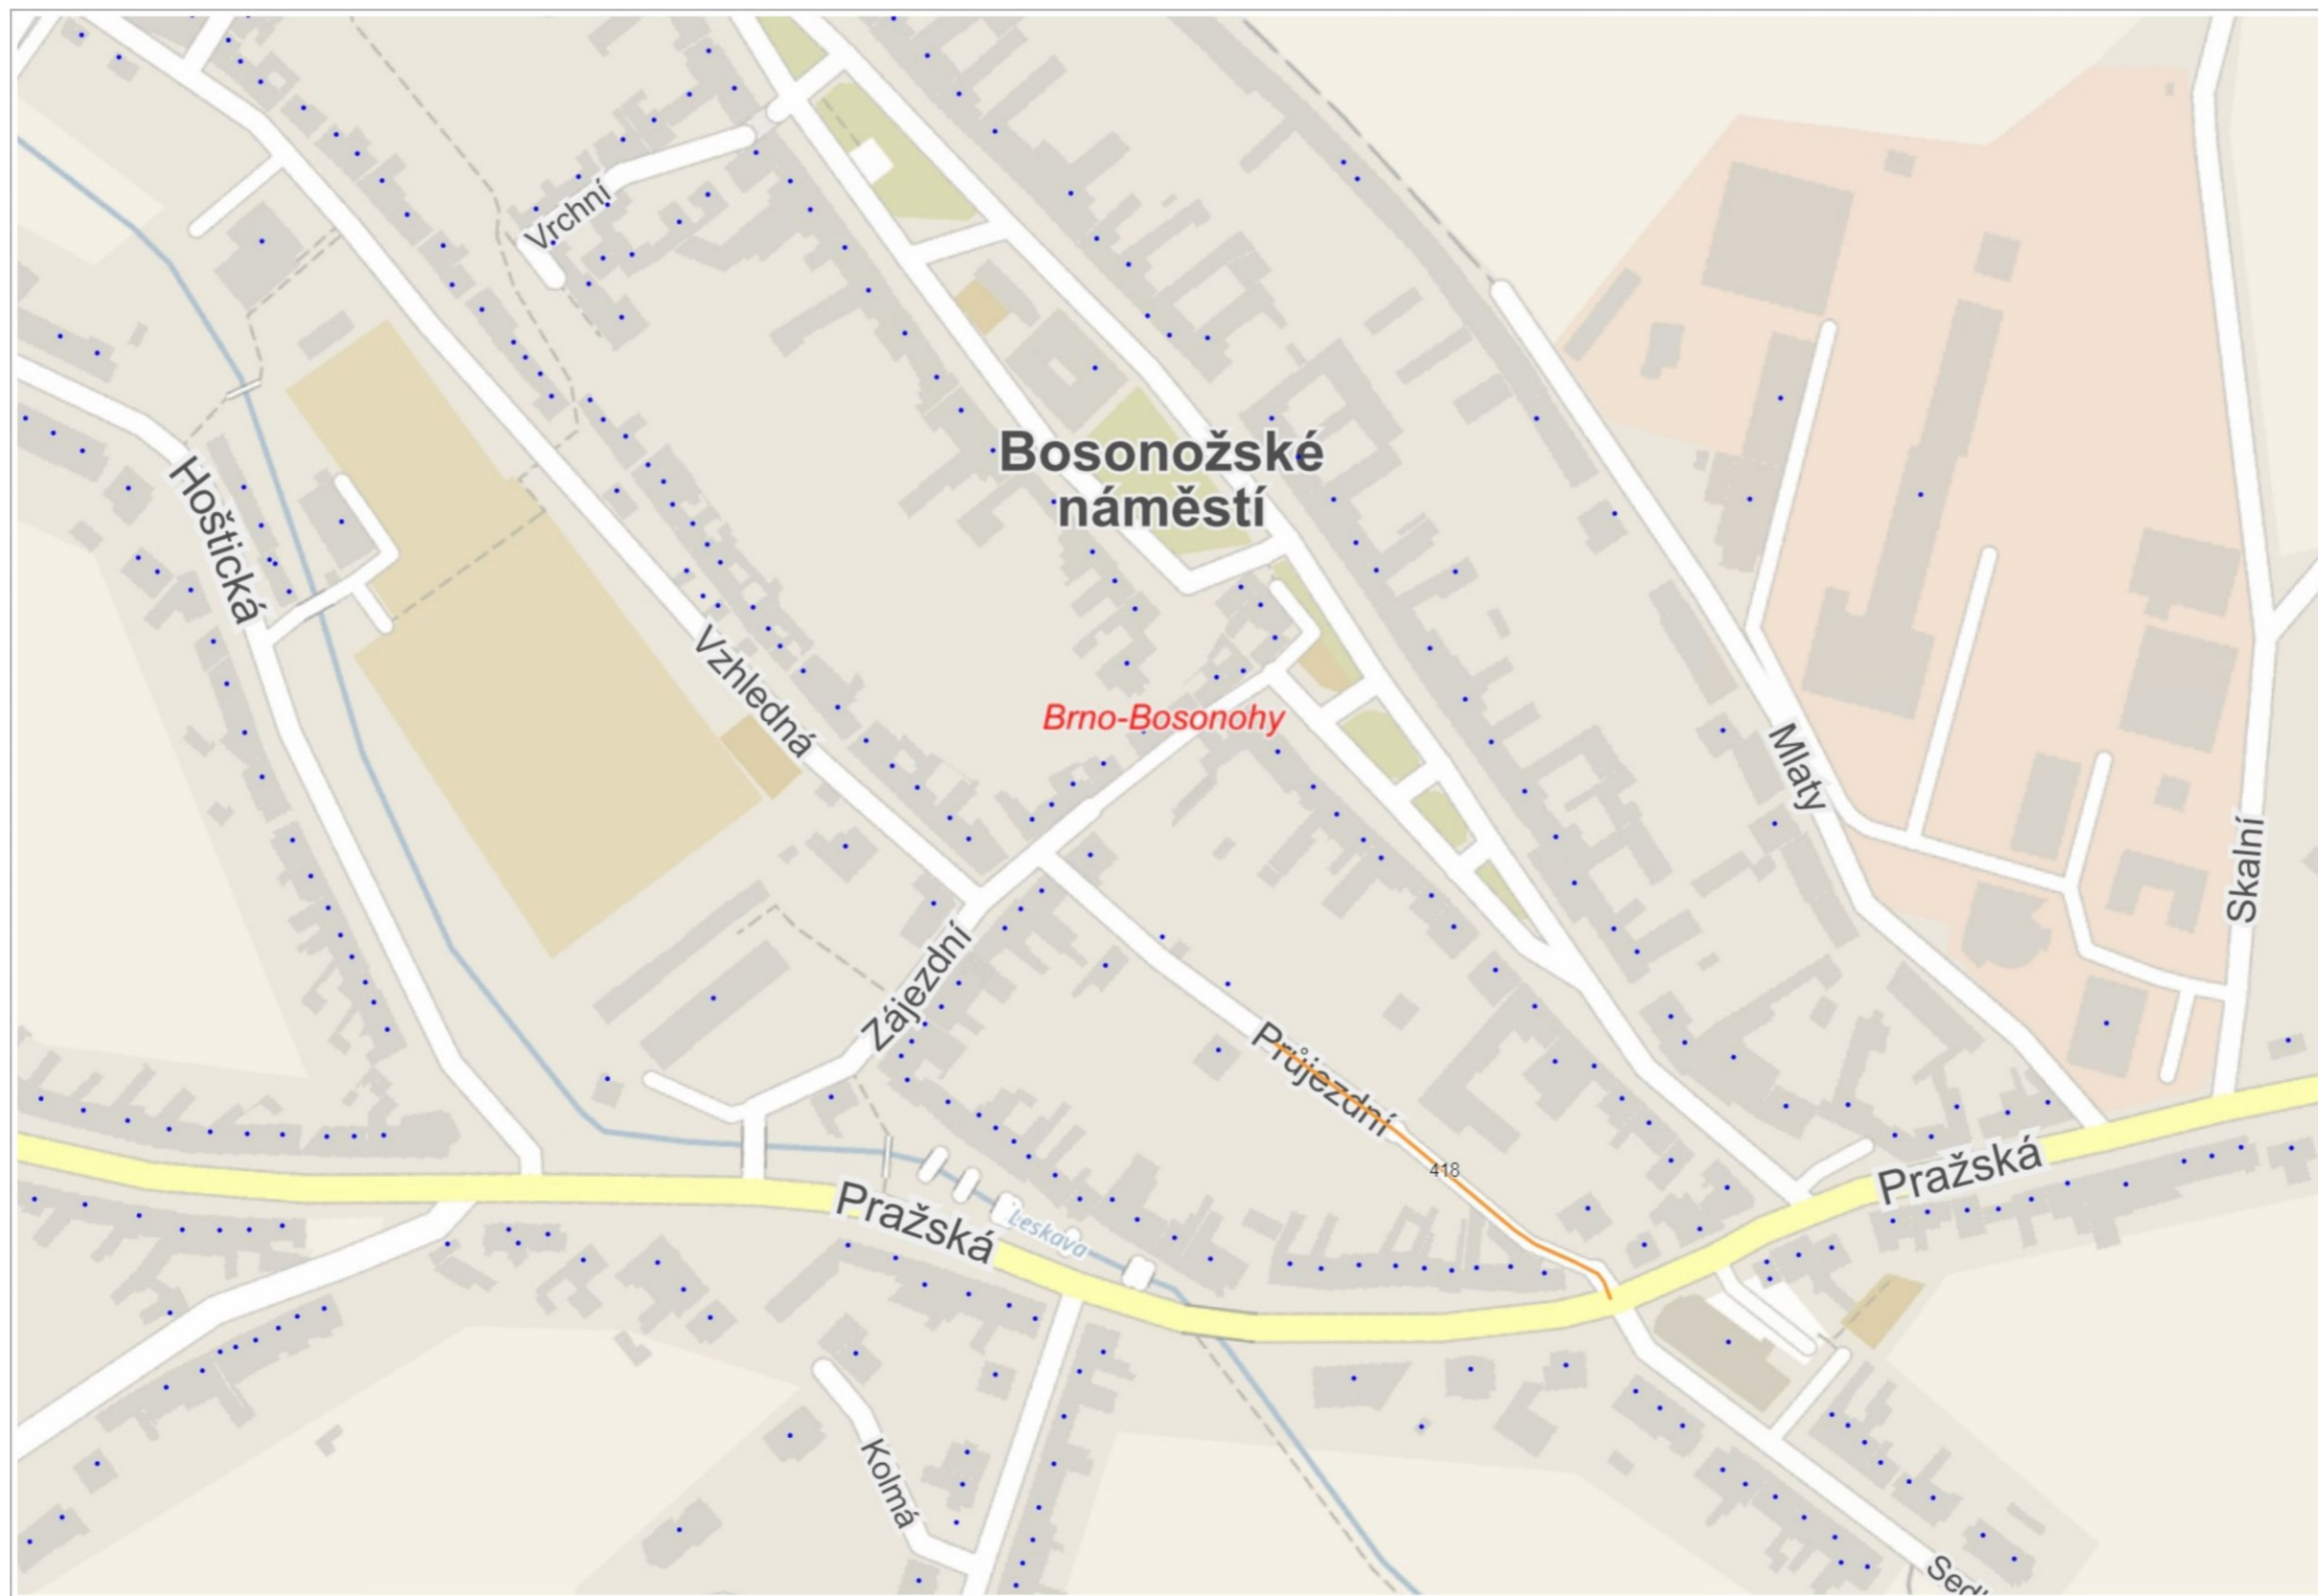 Vrchní
Bosonožské
náměstí
Hoštická
Vzhledná
Brno-Bosonohy
Mlaty
Skalní
Zájezdní
Průjezdní
418
Pražská
Pražská
Leskava
Kolmá